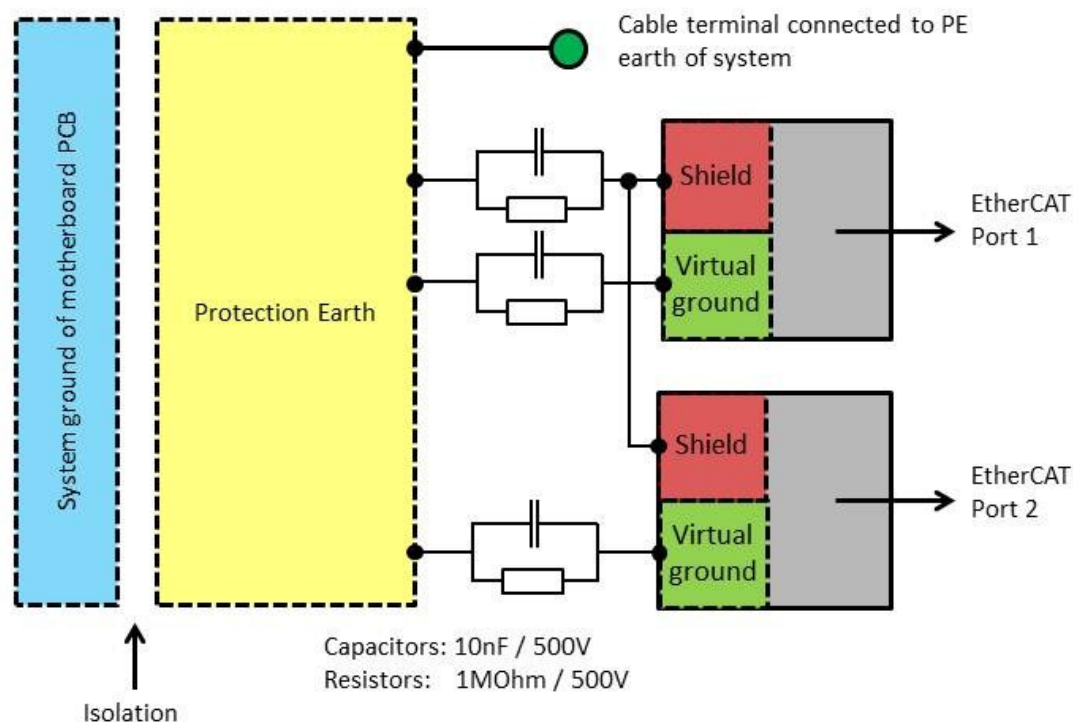 Cable terminal connected to PE
earth of system
System ground of motherboard PCB
Protection Earth
Shield
Virtual
ground
EtherCAT
Port 1
Shield
Virtual
ground
EtherCAT
Port 2
Capacitors: 10nF / 500V
Resistors: 1MOhm / 500V
Isolation